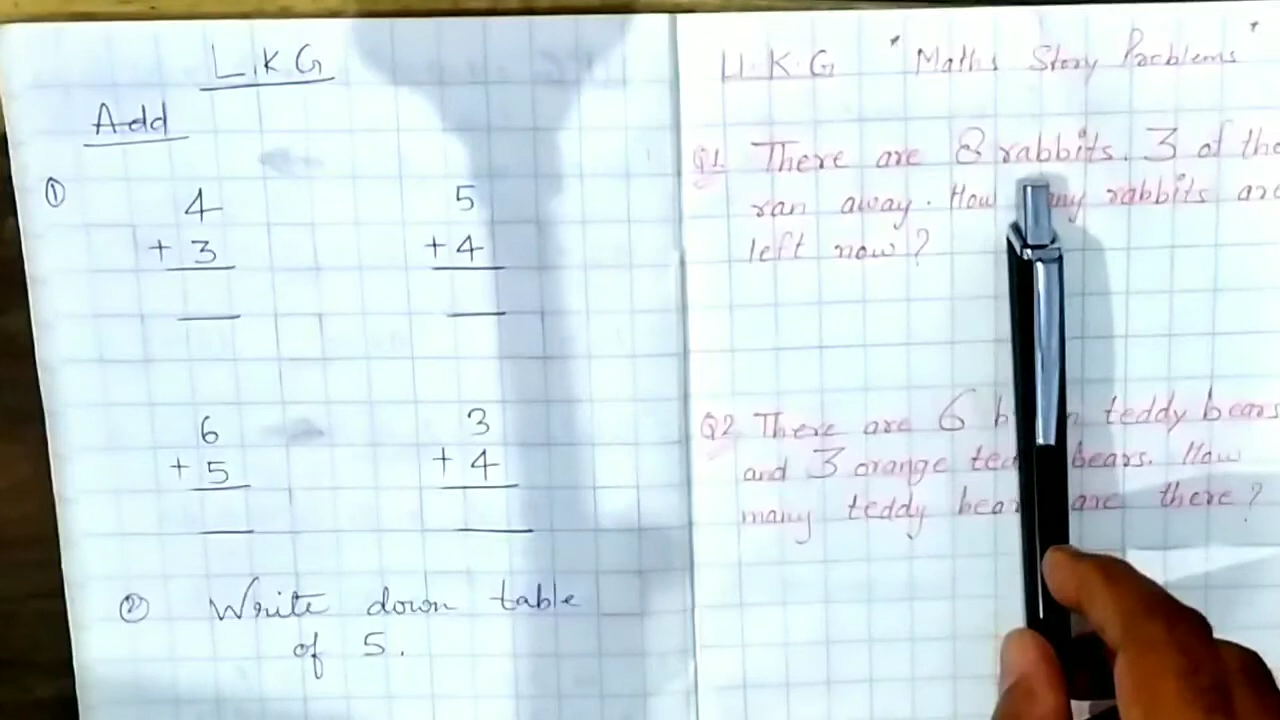 L.K.G
Add
① 4
+ 3
5
+ 4
6
+ 5
3
+ 4
② Write down table
of 5.
U.K.G "Maths Story Problems"
Q1 There are 8 rabbits. 3 of the
ran away. How rabbits are
left now?
Q2 There are 6 teddy bears
and 3 orange bears. How
many teddy are there?